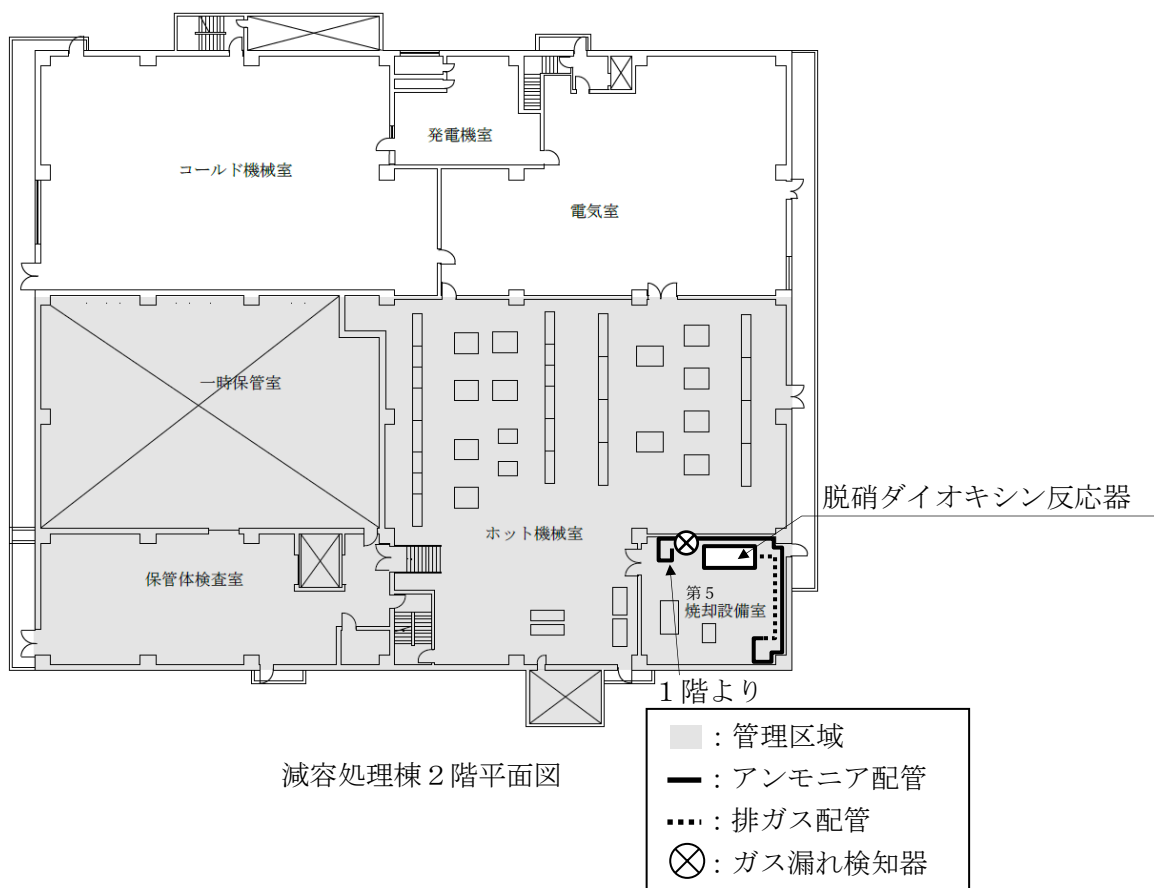 発電機室
コールド機械室
電気室
一時保管室
脱硝ダイオキシン反応器
ホット機械室
保管体検査室
第５
焼却設備室
１階より
減容処理棟２階平面図
：管理区域
：アンモニア配管
：排ガス配管
：ガス漏れ検知器